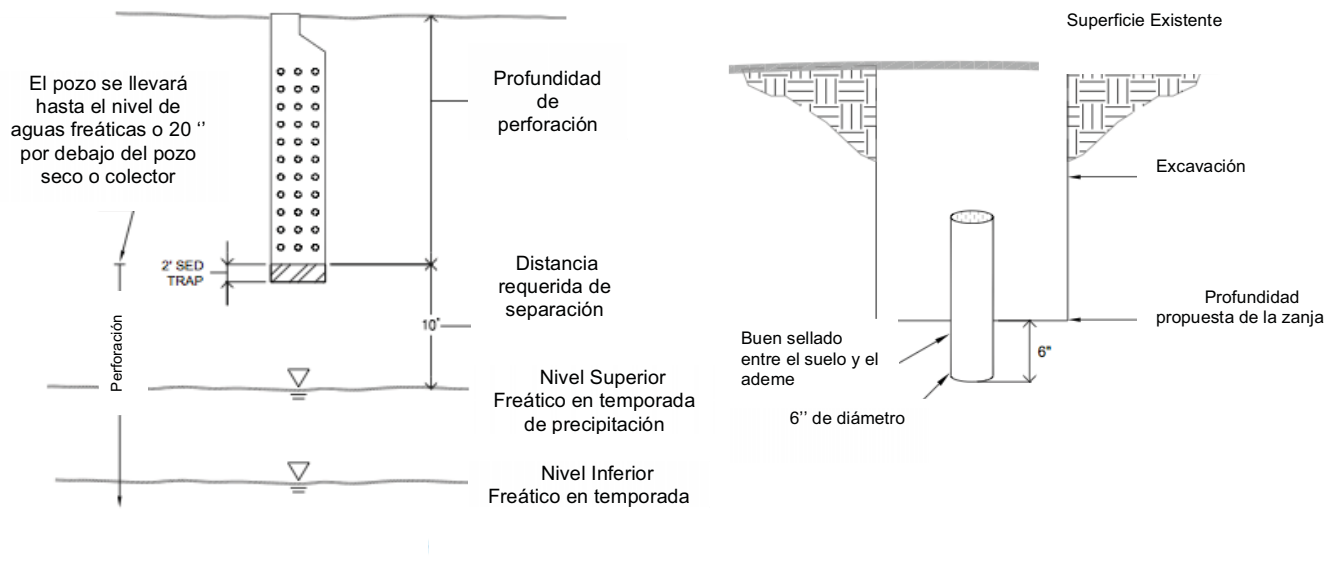 El pozo se llevará
hasta el nivel de
aguas freáticas o 20 ‘’
por debajo del pozo
seco o colector
Profundidad
de
perforación
2' SED
TRAP
Distancia
requerida de
separación
10"
Perforación
Nivel Superior
Freático en temporada
de precipitación
Nivel Inferior
Freático en temporada
Superficie Existente
Excavación
Profundidad
propuesta de la zanja
Buen sellado
entre el suelo y el
ademe
6"
6’’ de diámetro